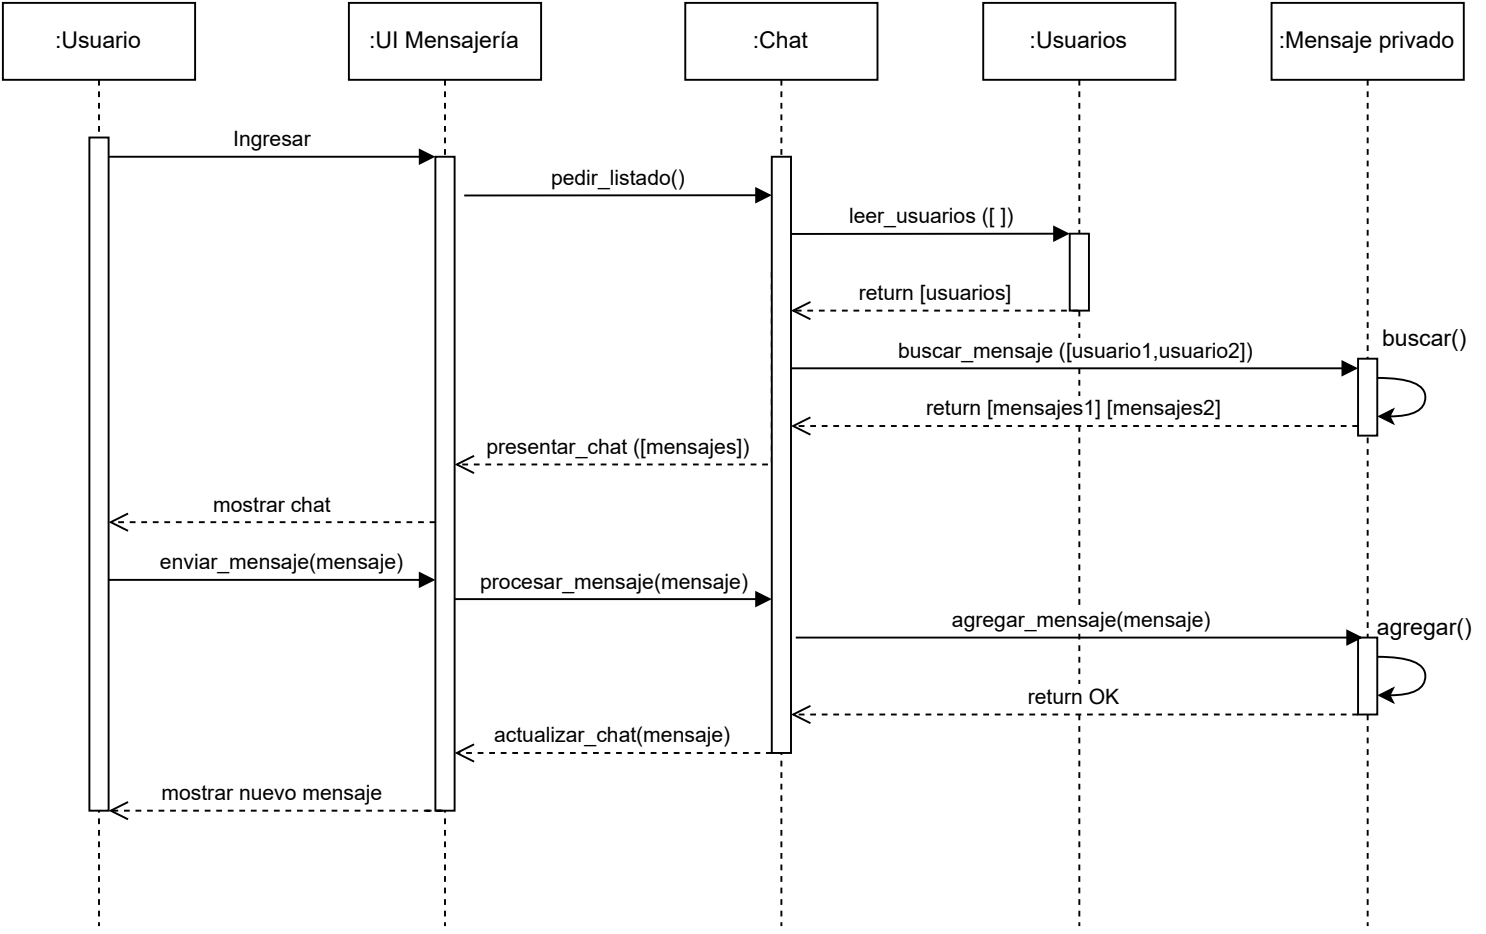 :Usuario
:UI Mensajería
:Chat
:Usuarios
:Mensaje privado
Ingresar
pedir_listado()
leer_usuarios ([ ])
return [usuarios]
buscar()
buscar_mensaje ([usuario1,usuario2])
return [mensajes1] [mensajes2]
presentar_chat ([mensajes])
mostrar chat
enviar_mensaje(mensaje)
procesar_mensaje(mensaje)
agregar_mensaje(mensaje)
agregar()
return OK
actualizar_chat(mensaje)
mostrar nuevo mensaje